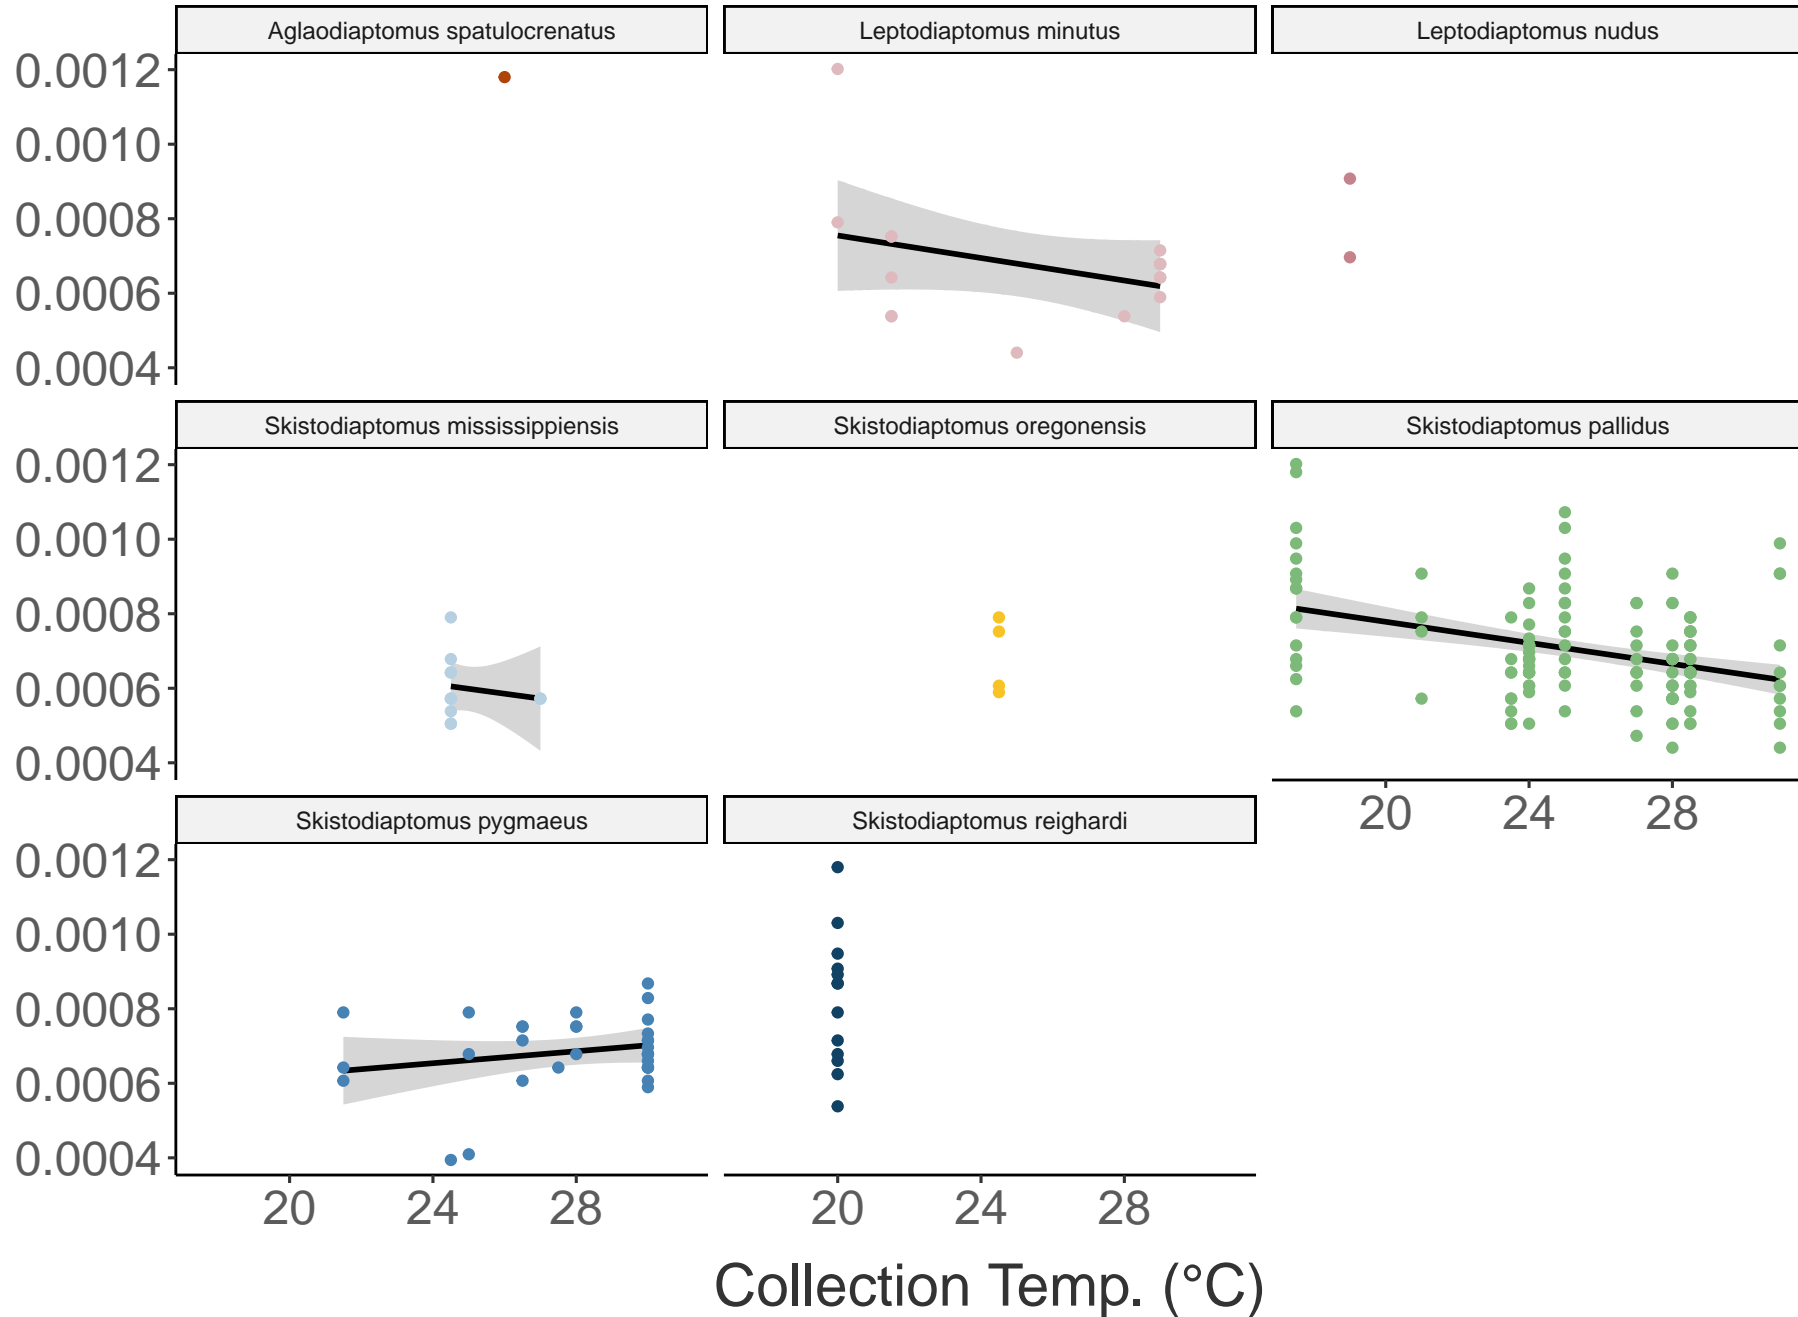 Aglaodiaptomus spatulocrenatus
Leptodiaptomus minutus
Leptodiaptomus nudus
0.0012
0.0010
0.0008
0.0006
0.0004
Skistodiaptomus mississippiensis
Skistodiaptomus oregonensis
Skistodiaptomus pallidus
0.0012
0.0010
0.0008
0.0006
0.0004
20 24 28
Skistodiaptomus pygmaeus
Skistodiaptomus reighardi
0.0012
0.0010
0.0008
0.0006
0.0004
20 24 28
20 24 28
Collection Temp. (°C)